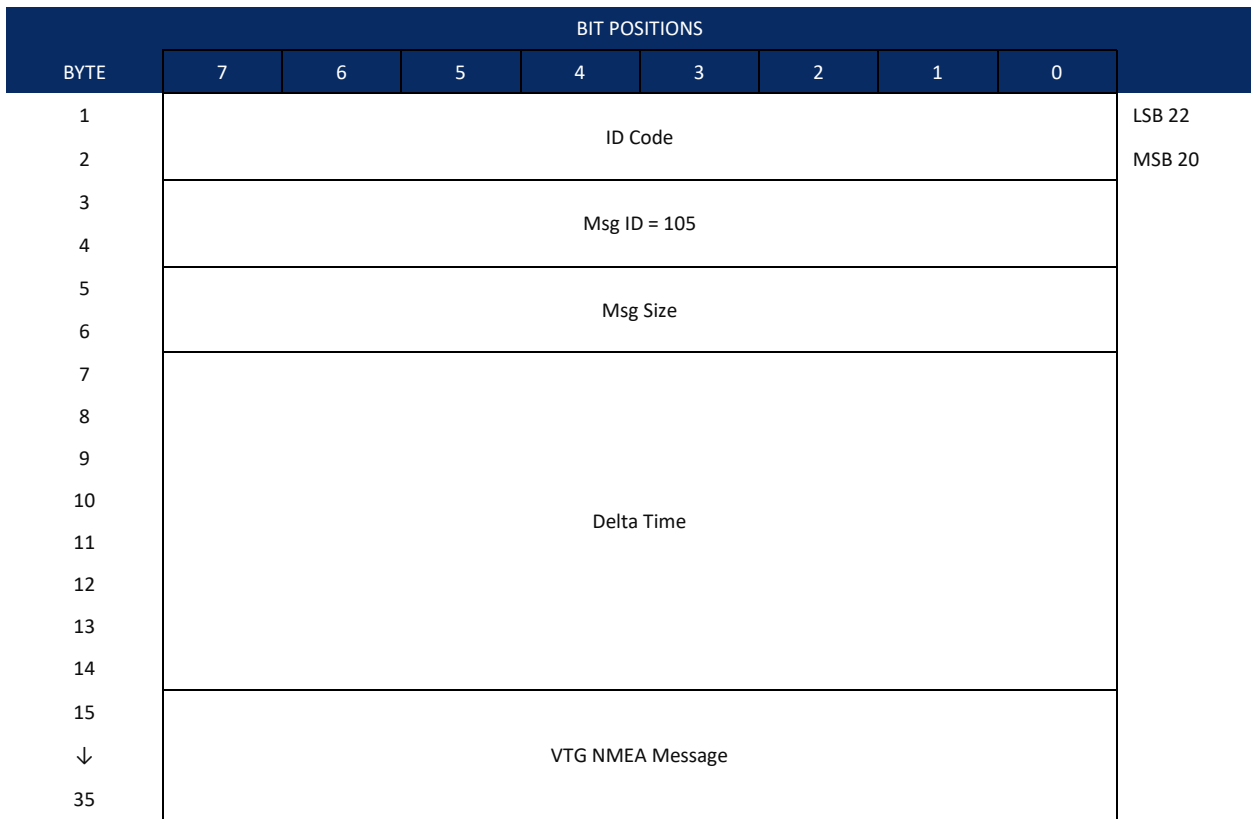 BIT POSITIONS
BYTE 7 6 5 4 3 2 1 0
1 LSB 22
ID Code
2 MSB 20
3
Msg ID = 105
4
5
Msg Size
6
7
8
9
10
Delta Time
11
12
13
14
15
↓ VTG NMEA Message
35